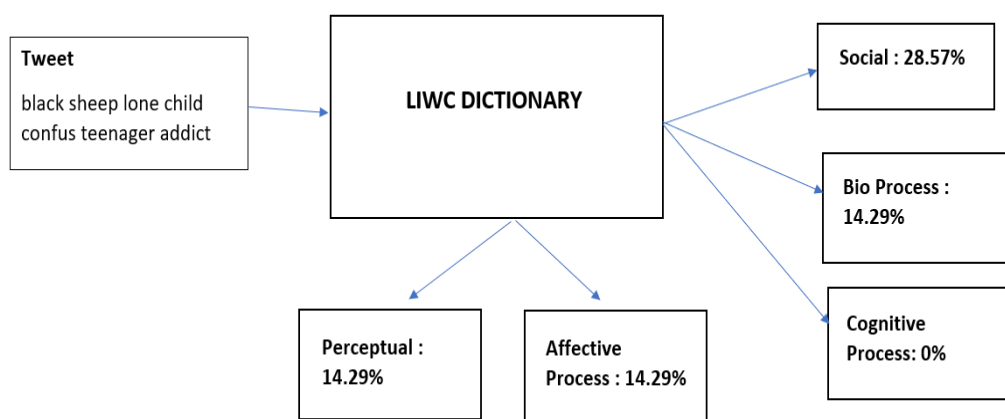 Tweet
black sheep lone child
confus teenager addict
LIWC DICTIONARY
Social : 28.57%
Bio Process :
14.29%
Cognitive
Process: 0%
Perceptual :
14.29%
Affective
Process : 14.29%